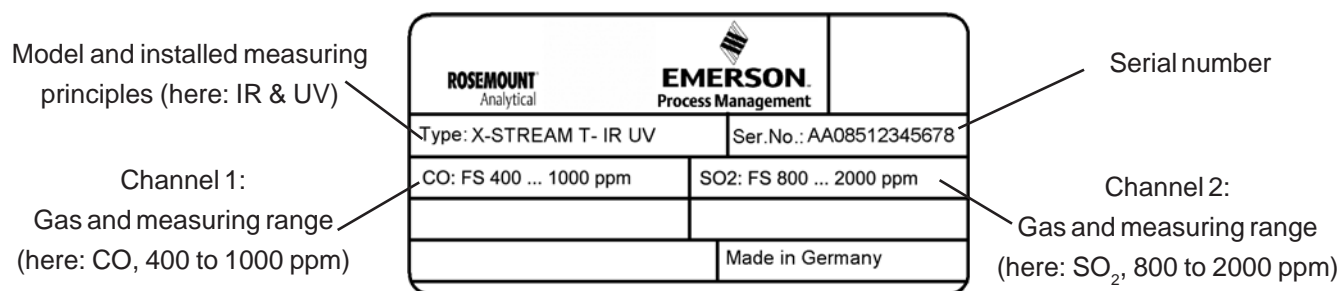 Model and installed measuring
principles (here: IR & UV)
Channel 1:
Gas and measuring range
(here: CO, 400 to 1000 ppm)
ROSEMOUNT
Analytical
EMERSON.
Process Management
Type: X-STREAM T- IR UV
Ser.No.: AA08512345678
CO: FS 400 ... 1000 ppm
SO2: FS 800 ... 2000 ppm
Made in Germany
Serial number
Channel 2:
Gas and measuring range
(here: SO₂, 800 to 2000 ppm)